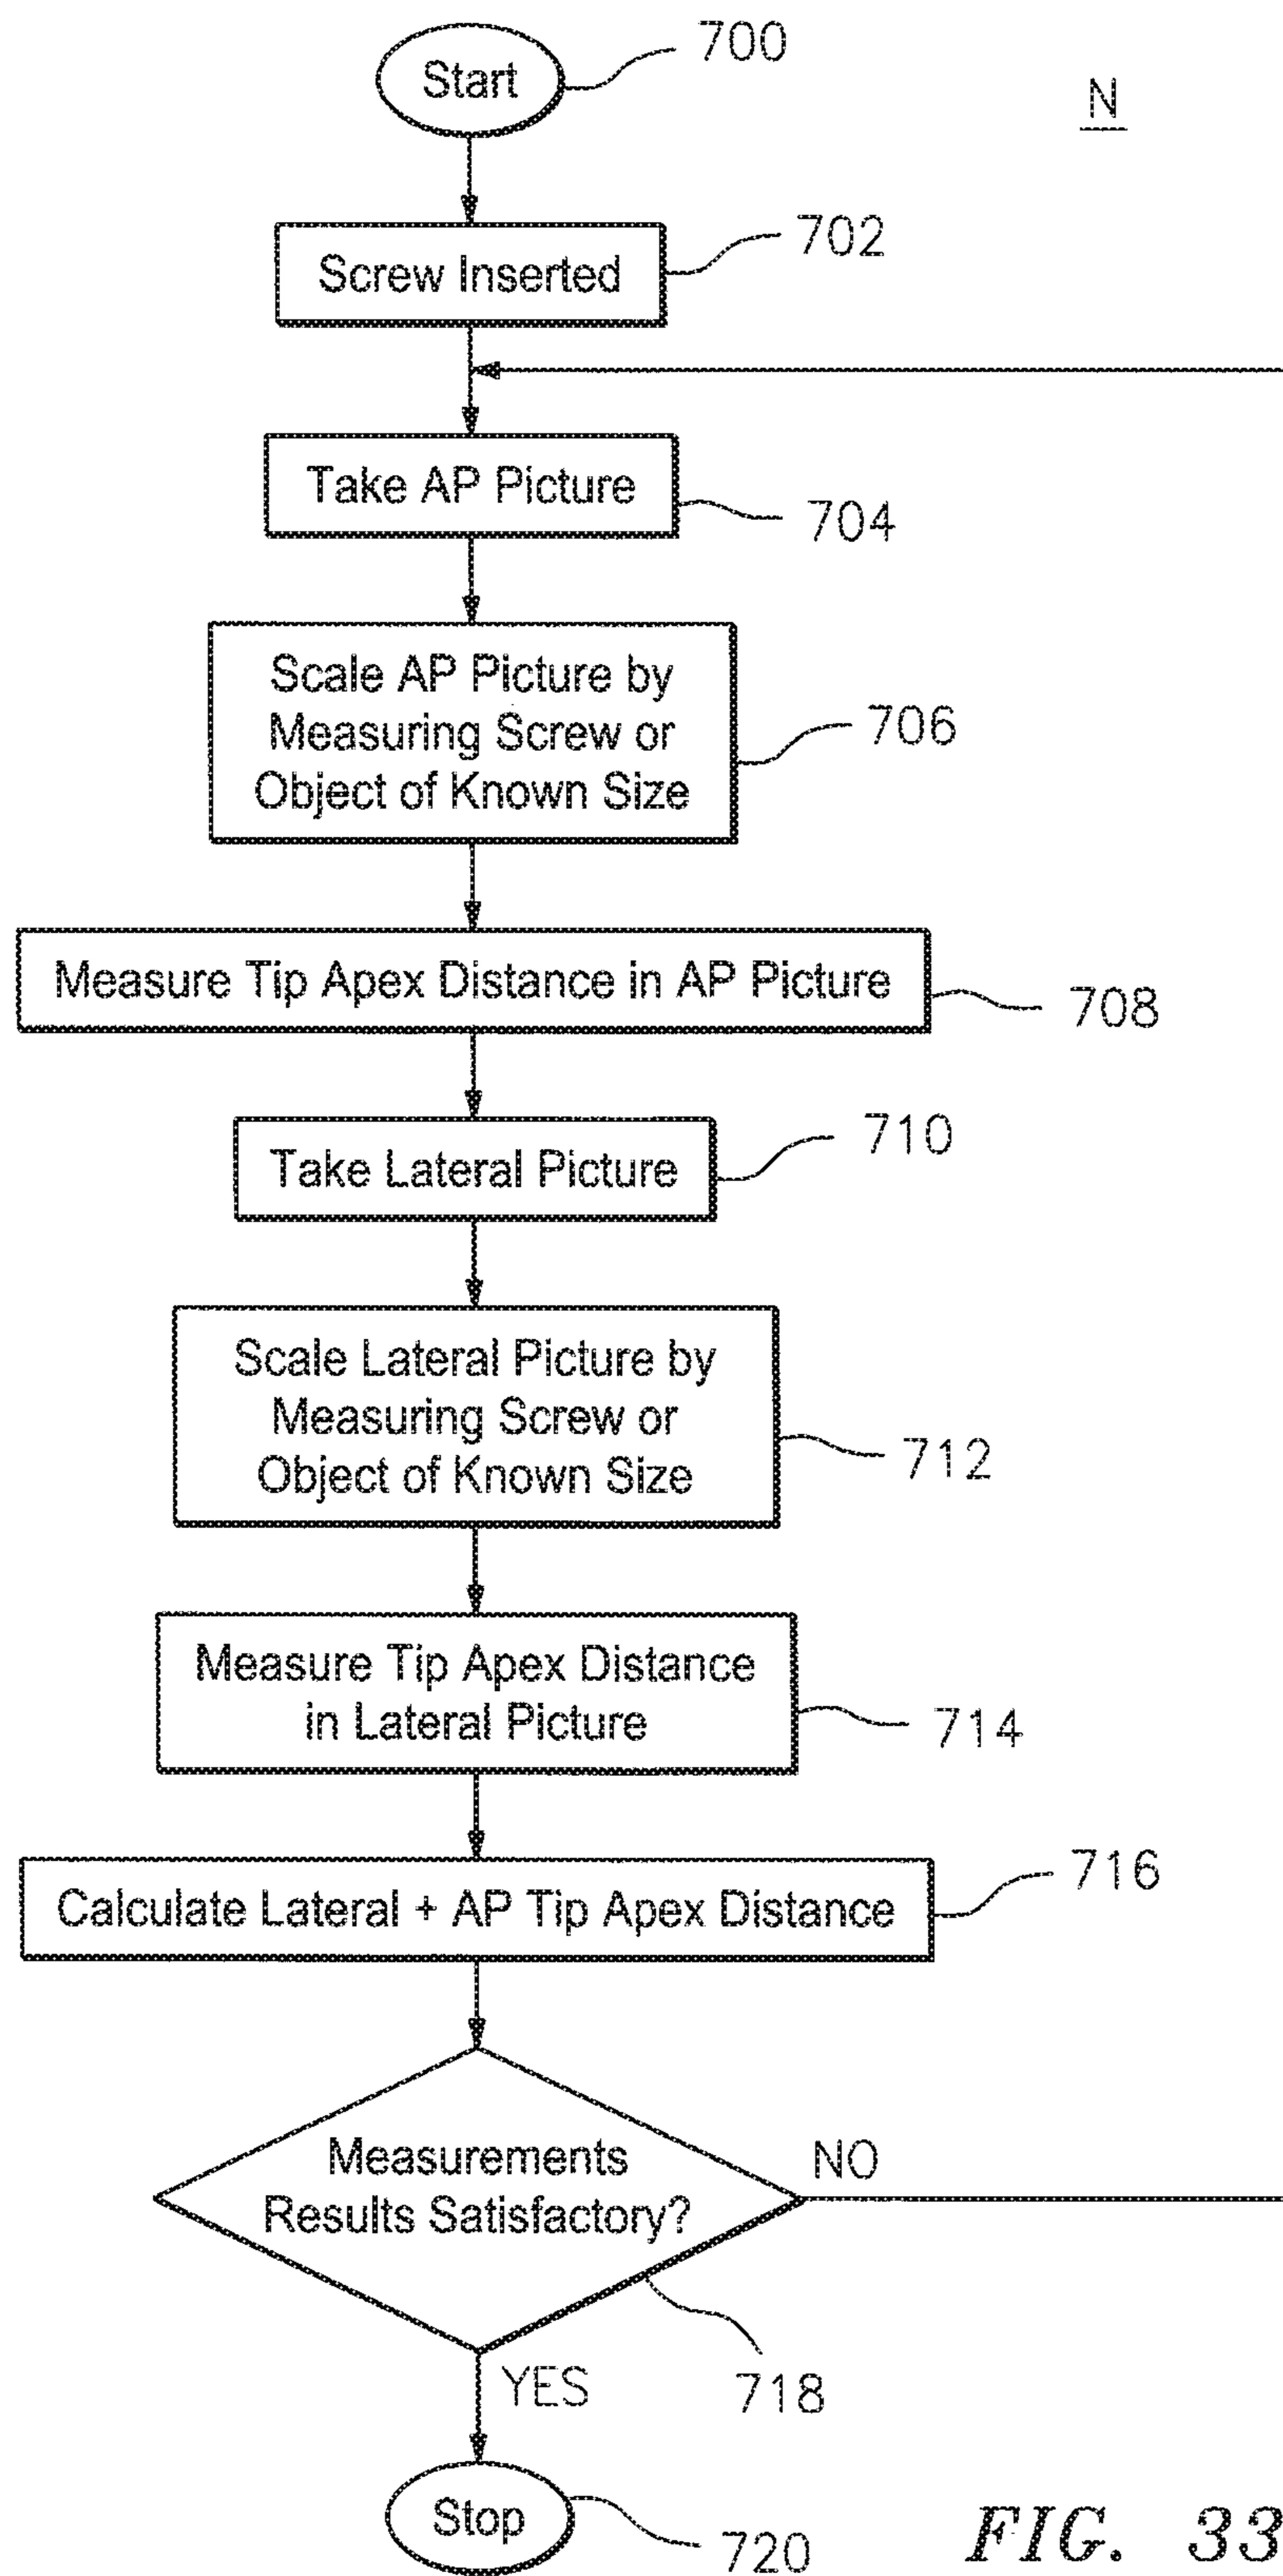 Start
700
N
Screw Inserted
702
Take AP Picture
704
Scale AP Picture by
Measuring Screw or
Object of Known Size
706
Measure Tip Apex Distance in AP Picture
708
Take Lateral Picture
710
Scale Lateral Picture by
Measuring Screw or
Object of Known Size
712
Measure Tip Apex Distance
in Lateral Picture
714
Calculate Lateral + AP Tip Apex Distance
716
Measurements
Results Satisfactory?
NO
718
YES
Stop
720
FIG. 33